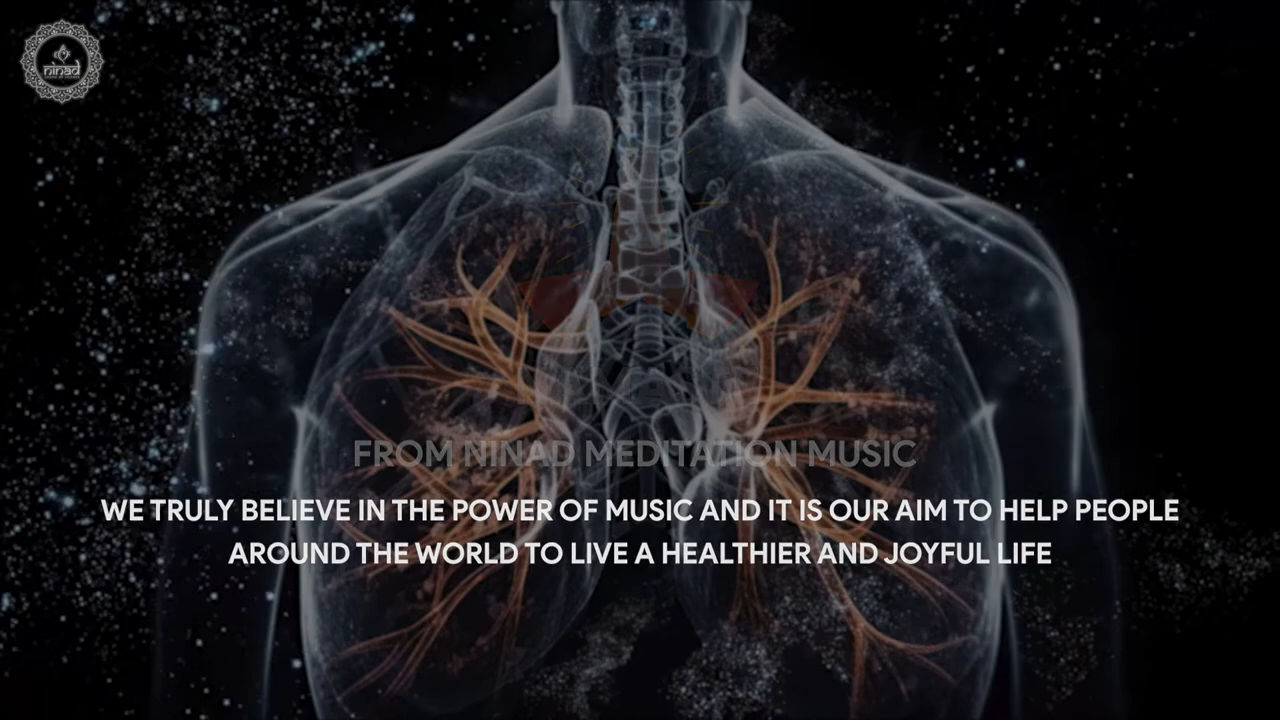 ninad
FROM NINAD MEDITATION MUSIC
WE TRULY BELIEVE IN THE POWER OF MUSIC AND IT IS OUR AIM TO HELP PEOPLE
AROUND THE WORLD TO LIVE A HEALTHIER AND JOYFUL LIFE